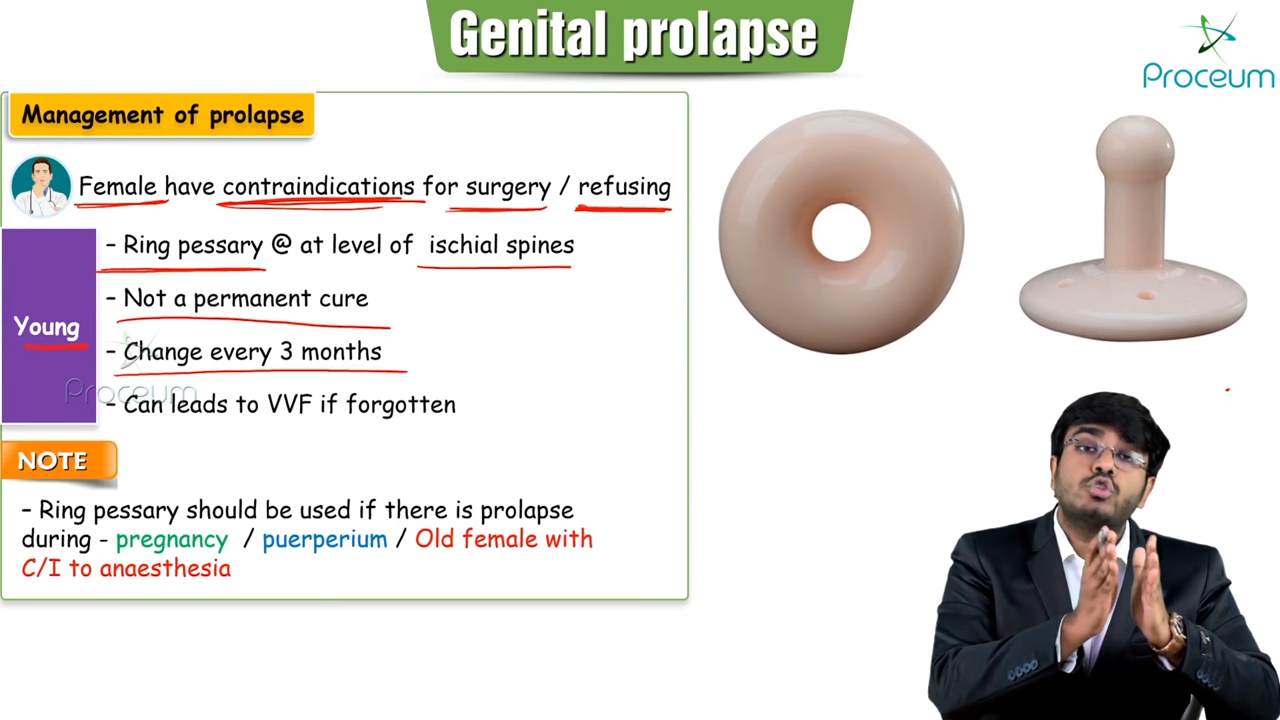 Genital prolapse
Proceum
Management of prolapse
Female have contraindications for surgery / refusing
Young
– Ring pessary @ at level of ischial spines
– Not a permanent cure
– Change every 3 months
Proceum
– Can leads to VVF if forgotten
NOTE
– Ring pessary should be used if there is prolapse
during - pregnancy / puerperium / Old female with
C/I to anaesthesia